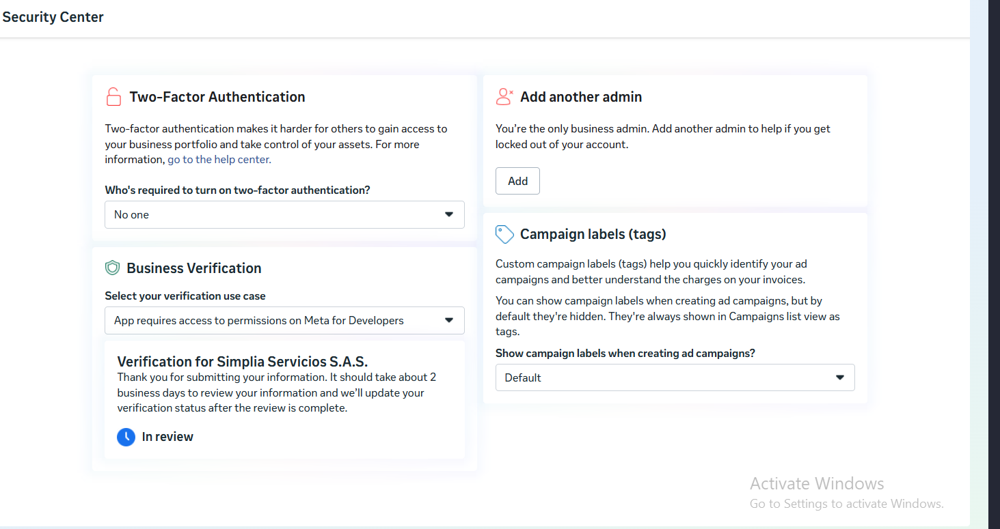 Security Center
Two-Factor Authentication
Two-factor authentication makes it harder for others to gain access to
your business portfolio and take control of your assets. For more
information, go to the help center.
Who's required to turn on two-factor authentication?
No one
Business Verification
Select your verification use case
App requires access to permissions on Meta for Developers
Verification for Simplia Servicios S.A.S.
Thank you for submitting your information. It should take about 2
business days to review your information and we’ll update your
verification status after the review is complete.
In review
Add another admin
You’re the only business admin. Add another admin to help if you get
locked out of your account.
Add
Campaign labels (tags)
Custom campaign labels (tags) help you quickly identify your ad
campaigns and better understand the charges on your invoices.
You can show campaign labels when creating ad campaigns, but by
default they're hidden. They're always shown in Campaigns list view as
tags.
Show campaign labels when creating ad campaigns?
Default
Activate Windows
Go to Settings to activate Windows.